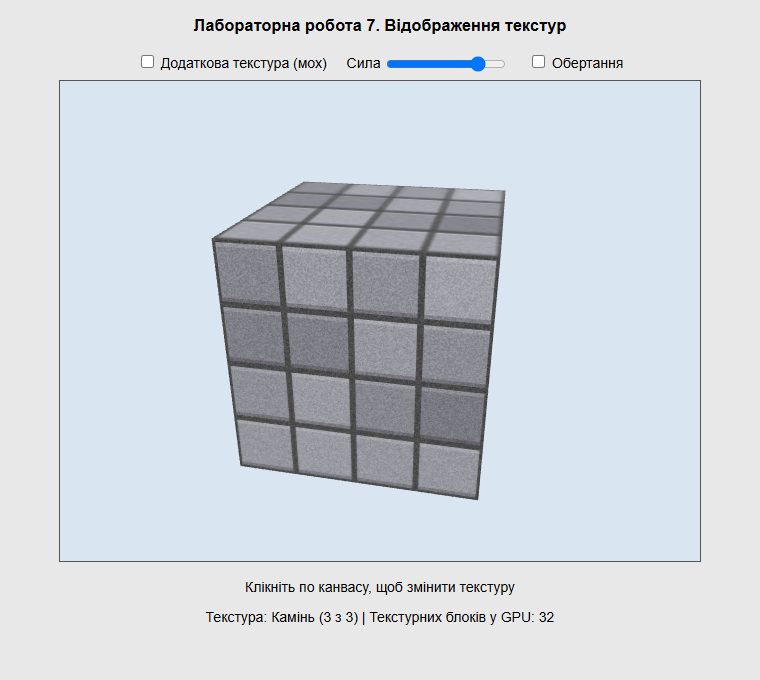 Лабораторна робота 7. Відображення текстур
Додаткова текстура (мох) Сила Обертання
Клікніть по канвасу, щоб змінити текстуру
Текстура: Камінь (3 з 3) | Текстурних блоків у GPU: 32